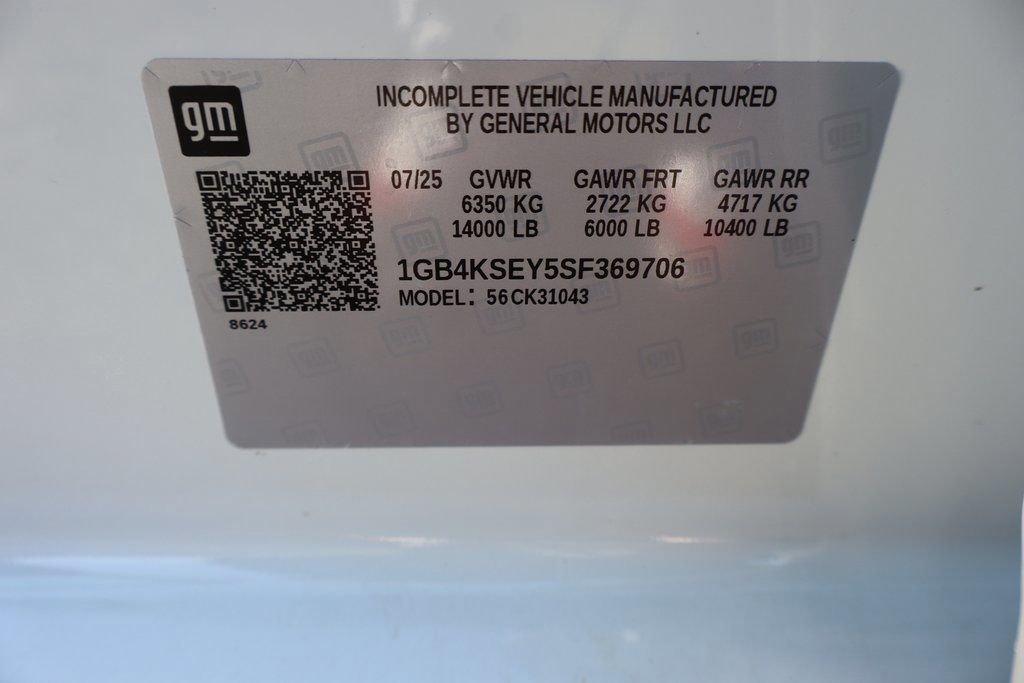 gm
INCOMPLETE VEHICLE MANUFACTURED
BY GENERAL MOTORS LLC
07/25 GVWR GAWR FRT GAWR RR
6350 KG 2722 KG 4717 KG
14000 LB 6000 LB 10400 LB
1GB4KSEY5SF369706
MODEL: 56CK31043
8624